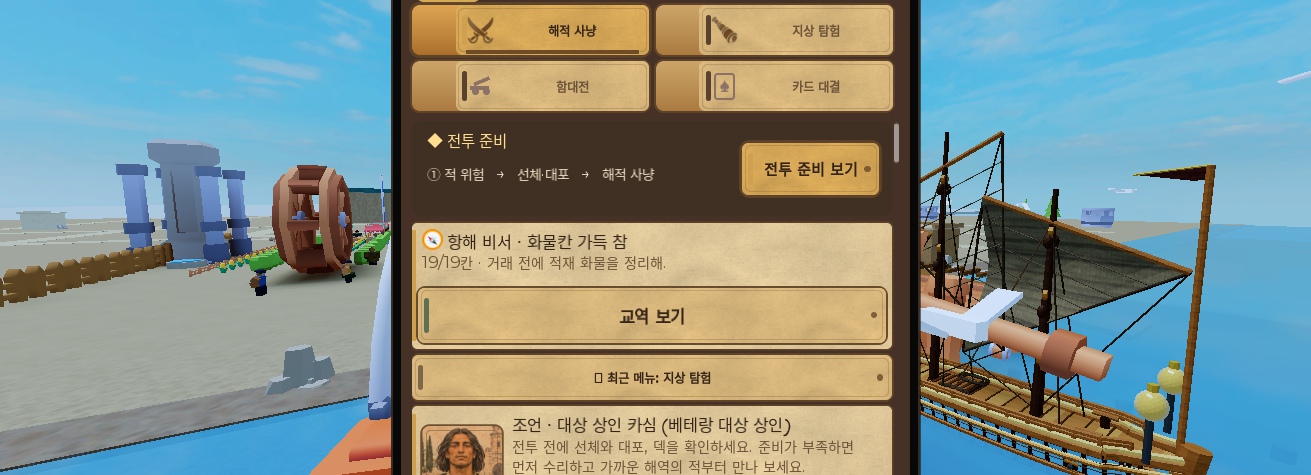 해적 사냥
지상 탐험
함대전
카드 대결
전투 준비
① 적 위험 → 선체·대포 → 해적 사냥
전투 준비 보기
항해 비서 · 화물칸 가득 참
19/19칸 · 거래 전에 적재 화물을 정리해.
교역 보기
최근 메뉴: 지상 탐험
조언 · 대상 상인 카심 (베테랑 대상 상인)
전투 전에 선체와 대포, 덱을 확인하세요. 준비가 부족하면
먼저 수리하고 가까운 해역의 적부터 만나 보세요.